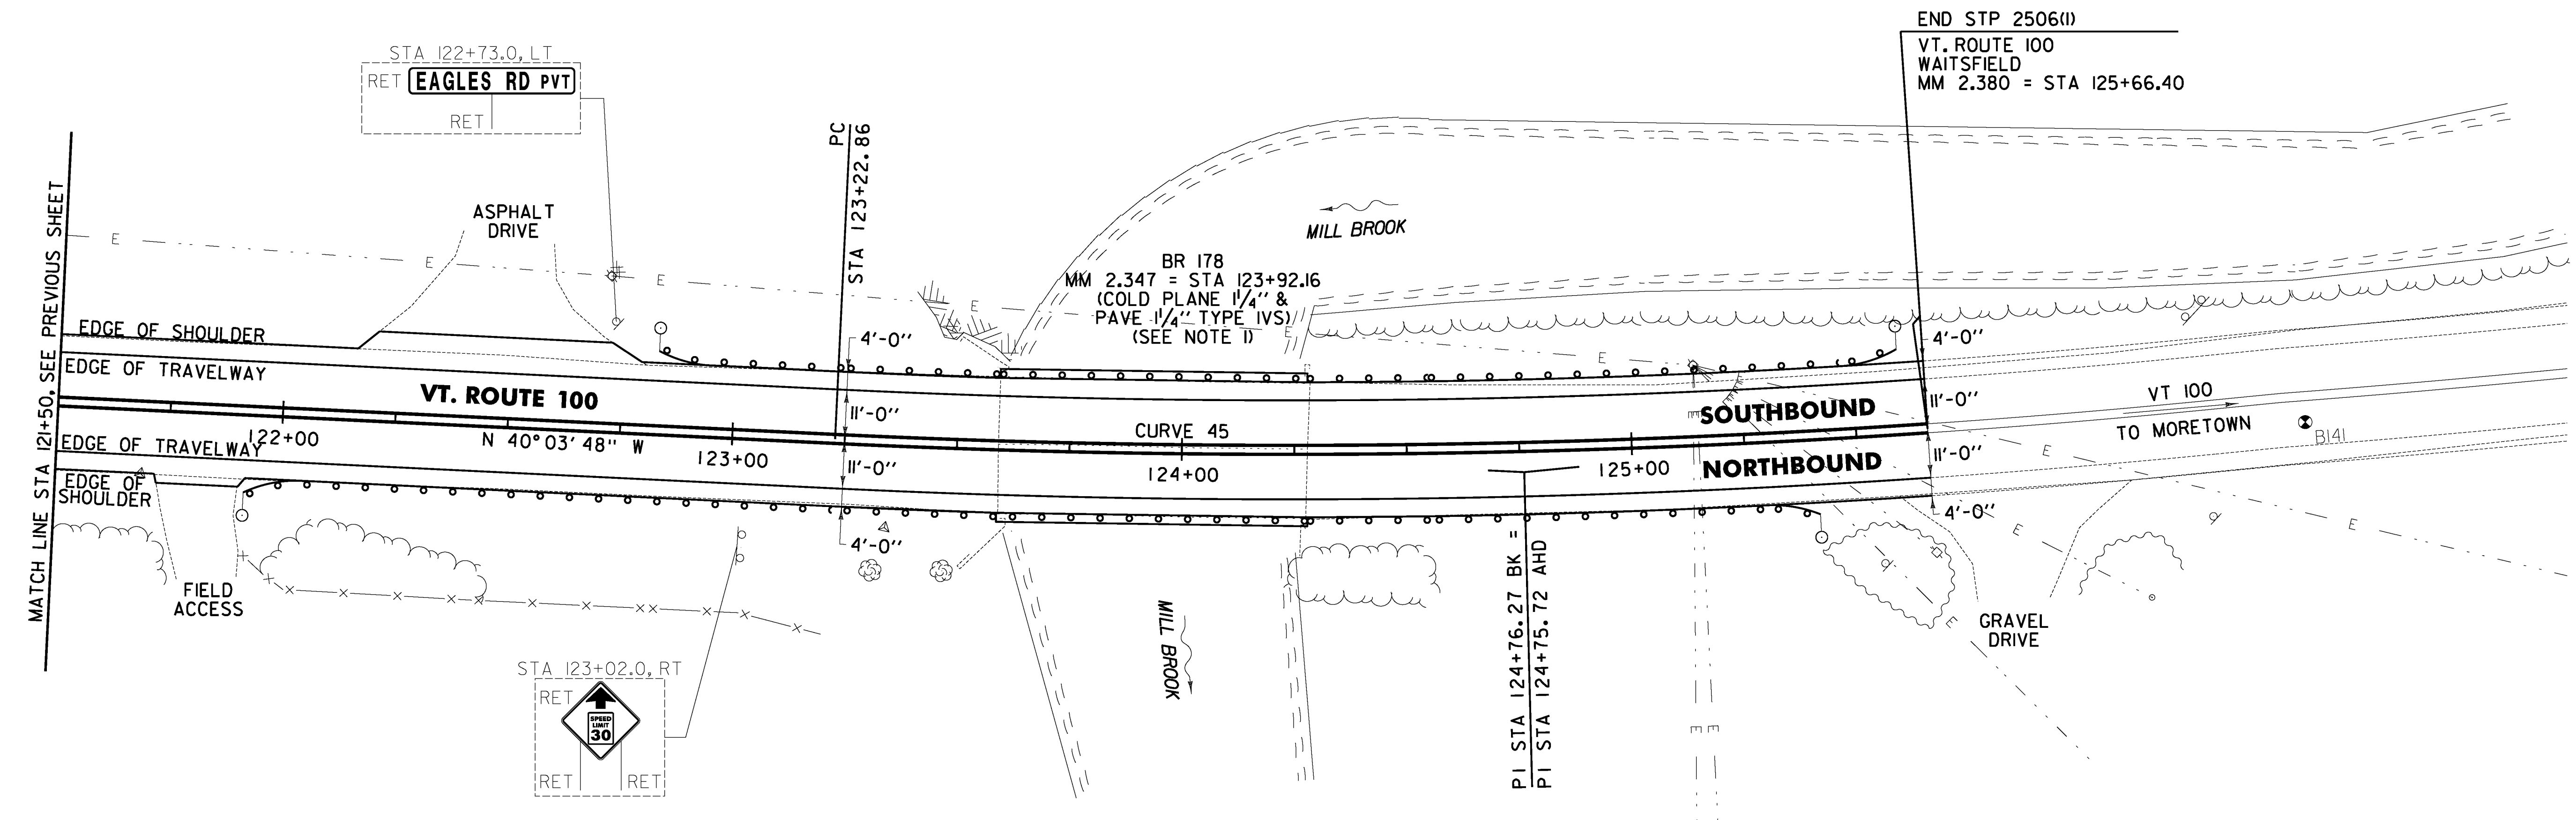 END STP 2506(1)
VT. ROUTE 100
WAITSFIELD
MM 2.380 = STA 125+66.40
STA 122+73.0, LT
RET
EAGLES RD PVT
RET
PC
STA 123+22.86
MATCH LINE STA 121+50, SEE PREVIOUS SHEET
ASPHALT
DRIVE
MILL BROOK
BR 178
MM 2.347 = STA 123+92.16
(COLD PLANE 1 1/4" &
PAVE 1 1/4" TYPE IVS)
(SEE NOTE 1)
E
E
E
E
E
E
EDGE OF SHOULDER
EDGE OF TRAVELWAY
4'-0"
4'-0"
VT. ROUTE 100
11'-0"
SOUTHBOUND
11'-0"
VT 100
TO MORETOWN
B141
122+00
N 40° 03' 48" W
123+00
CURVE 45
124+00
125+00
EDGE OF TRAVELWAY
11'-0"
NORTHBOUND
11'-0"
E
EDGE OF
SHOULDER
4'-0"
4'-0"
E
E
E
FIELD
ACCESS
MILL BROOK
PI STA 124+76.27 BK =
PI STA 124+75.72 AHD
GRAVEL
DRIVE
E
E
STA 123+02.0, RT
RET
SPEED
LIMIT
30
RET
RET